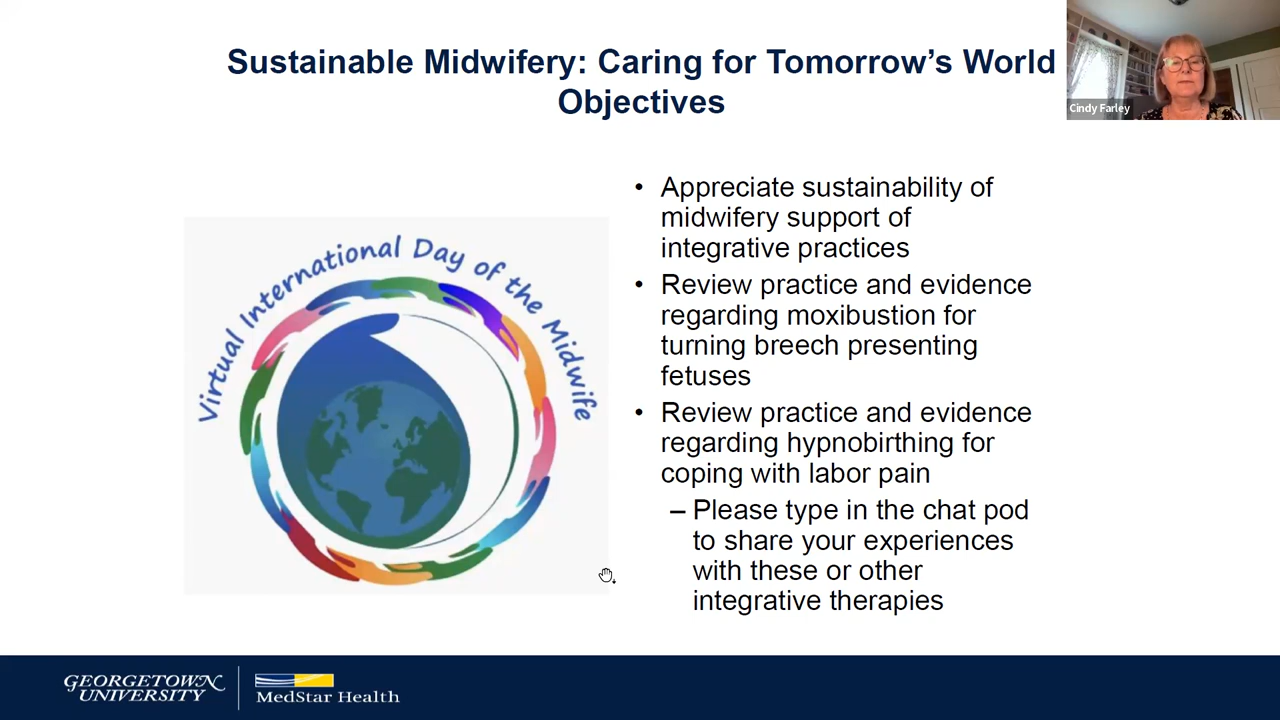 Sustainable Midwifery: Caring for Tomorrow's World
Objectives
Cindy Farley
Virtual International Day of the Midwife
• Appreciate sustainability of
midwifery support of
integrative practices
• Review practice and evidence
regarding moxibustion for
turning breech presenting
fetuses
• Review practice and evidence
regarding hypnobirthing for
coping with labor pain
– Please type in the chat pod
to share your experiences
with these or other
integrative therapies
GEORGETOWN
UNIVERSITY
MedStar Health